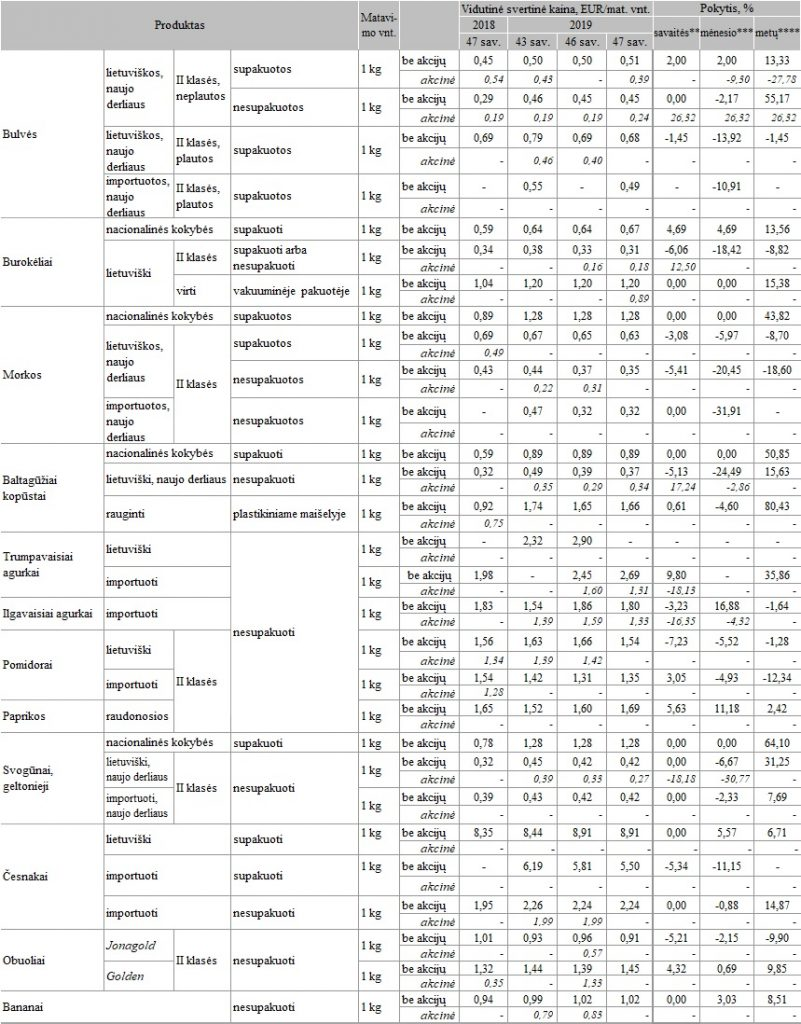 Produktas Matavi-mo vnt. Vidutinė svertinė kaina, EUR/mat. vnt. Pokytis, %
2018 2019 savaitės** mėnesio*** metų****
47 sav. 43 sav. 46 sav. 47 sav.
Bulvės lietuviškos, naujo derliaus II klasės, neplautos supakuotos 1 kg be akcijų 0,45 0,50 0,50 0,51 2,00 2,00 13,33
akcinė 0,54 0,43 - 0,39 - -9,30 -27,78
nesupakuotos 1 kg be akcijų 0,29 0,46 0,45 0,45 0,00 -2,17 55,17
akcinė 0,19 0,19 0,19 0,24 26,32 26,32 26,32
lietuviškos, naujo derliaus II klasės, plautos supakuotos 1 kg be akcijų 0,69 0,79 0,69 0,68 -1,45 -13,92 -1,45
akcinė - 0,46 0,40 - - - -
importuotos, naujo derliaus II klasės, plautos supakuotos 1 kg be akcijų - 0,55 - 0,49 - -10,91 -
akcinė - - - - - - -
Burokėliai nacionalinės kokybės supakuoti 1 kg be akcijų 0,59 0,64 0,64 0,67 4,69 4,69 13,56
lietuviški II klasės supakuoti arba nesupakuoti 1 kg be akcijų 0,34 0,38 0,33 0,31 -6,06 -18,42 -8,82
akcinė - - 0,16 0,18 12,50 - -
virti vakuuminėje pakuotėje 1 kg be akcijų 1,04 1,20 1,20 1,20 0,00 0,00 15,38
akcinė - - - 0,89 - - -
Morkos nacionalinės kokybės supakuotos 1 kg be akcijų 0,89 1,28 1,28 1,28 0,00 0,00 43,82
lietuviškos, naujo derliaus II klasės supakuotos 1 kg be akcijų 0,69 0,67 0,65 0,63 -3,08 -5,97 -8,70
akcinė 0,49 - - - - - -
nesupakuotos 1 kg be akcijų 0,43 0,44 0,37 0,35 -5,41 -20,45 -18,60
akcinė - 0,22 0,31 - - - -
importuotos, naujo derliaus nesupakuotos 1 kg be akcijų - 0,47 0,32 0,32 0,00 -31,91 -
akcinė - - - - - - -
Baltagūžiai kopūstai nacionalinės kokybės supakuoti 1 kg be akcijų 0,59 0,89 0,89 0,89 0,00 0,00 50,85
lietuviški, naujo derliaus nesupakuoti 1 kg be akcijų 0,32 0,49 0,39 0,37 -5,13 -24,49 15,63
akcinė - 0,35 0,29 0,34 17,24 -2,86 -
rauginti plastikiniame maišelyje 1 kg be akcijų 0,92 1,74 1,65 1,66 0,61 -4,60 80,43
akcinė 0,75 - - - - - -
Trumpavaisiai agurkai lietuviški nesupakuoti 1 kg be akcijų - 2,32 2,90 - - - -
akcinė - - - - - - -
importuoti 1 kg be akcijų 1,98 - 2,45 2,69 9,80 - 35,86
akcinė - - 1,60 1,31 -18,13 - -
Ilgavaisiai agurkai importuoti 1 kg be akcijų 1,83 1,54 1,86 1,80 -3,23 16,88 -1,64
akcinė - 1,39 1,59 1,33 -16,35 -4,32 -
Pomidorai lietuviški II klasės 1 kg be akcijų 1,56 1,63 1,66 1,54 -7,23 -5,52 -1,28
akcinė 1,34 1,39 1,42 - - - -
importuoti 1 kg be akcijų 1,54 1,42 1,31 1,35 3,05 -4,93 -12,34
akcinė 1,28 - - - - - -
Paprikos raudonosios 1 kg be akcijų 1,65 1,52 1,60 1,69 5,63 11,18 2,42
akcinė - - - - - - -
Svogūnai, geltonieji nacionalinės kokybės supakuoti 1 kg be akcijų 0,78 1,28 1,28 1,28 0,00 0,00 64,10
lietuviški, naujo derliaus II klasės nesupakuoti 1 kg be akcijų 0,32 0,45 0,42 0,42 0,00 -6,67 31,25
akcinė - 0,39 0,33 0,27 -18,18 -30,77 -
importuoti, naujo derliaus 1 kg be akcijų 0,39 0,43 0,42 0,42 0,00 -2,33 7,69
akcinė - - - - - - -
Česnakai lietuviški supakuoti 1 kg be akcijų 8,35 8,44 8,91 8,91 0,00 5,57 6,71
akcinė - - - - - - -
importuoti supakuoti 1 kg be akcijų - 6,19 5,81 5,50 -5,34 -11,15 -
akcinė - - - - - - -
importuoti nesupakuoti 1 kg be akcijų 1,95 2,26 2,24 2,24 0,00 -0,88 14,87
akcinė - 1,99 1,99 - - - -
Obuoliai Jonagold II klasės nesupakuoti 1 kg be akcijų 1,01 0,93 0,96 0,91 -5,21 -2,15 -9,90
akcinė - - 0,57 - - - -
Golden 1 kg be akcijų 1,32 1,44 1,39 1,45 4,32 0,69 9,85
akcinė 0,35 - 1,33 - - - -
Bananai nesupakuoti 1 kg be akcijų 0,94 0,99 1,02 1,02 0,00 3,03 8,51
akcinė - 0,79 0,83 - - - -